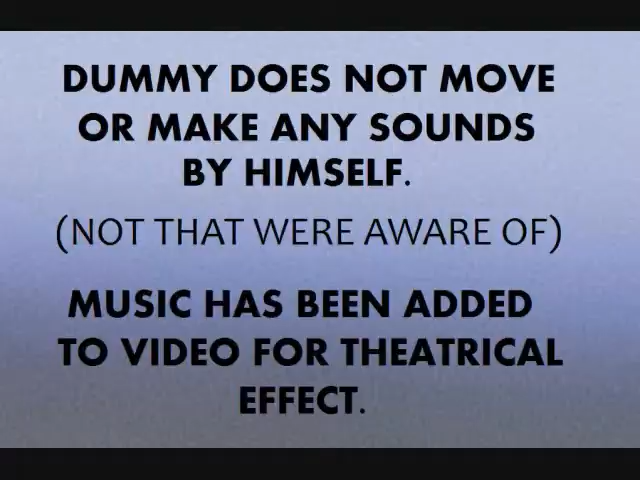 DUMMY DOES NOT MOVE
OR MAKE ANY SOUNDS
BY HIMSELF.
(NOT THAT WERE AWARE OF)
MUSIC HAS BEEN ADDED
TO VIDEO FOR THEATRICAL
EFFECT.